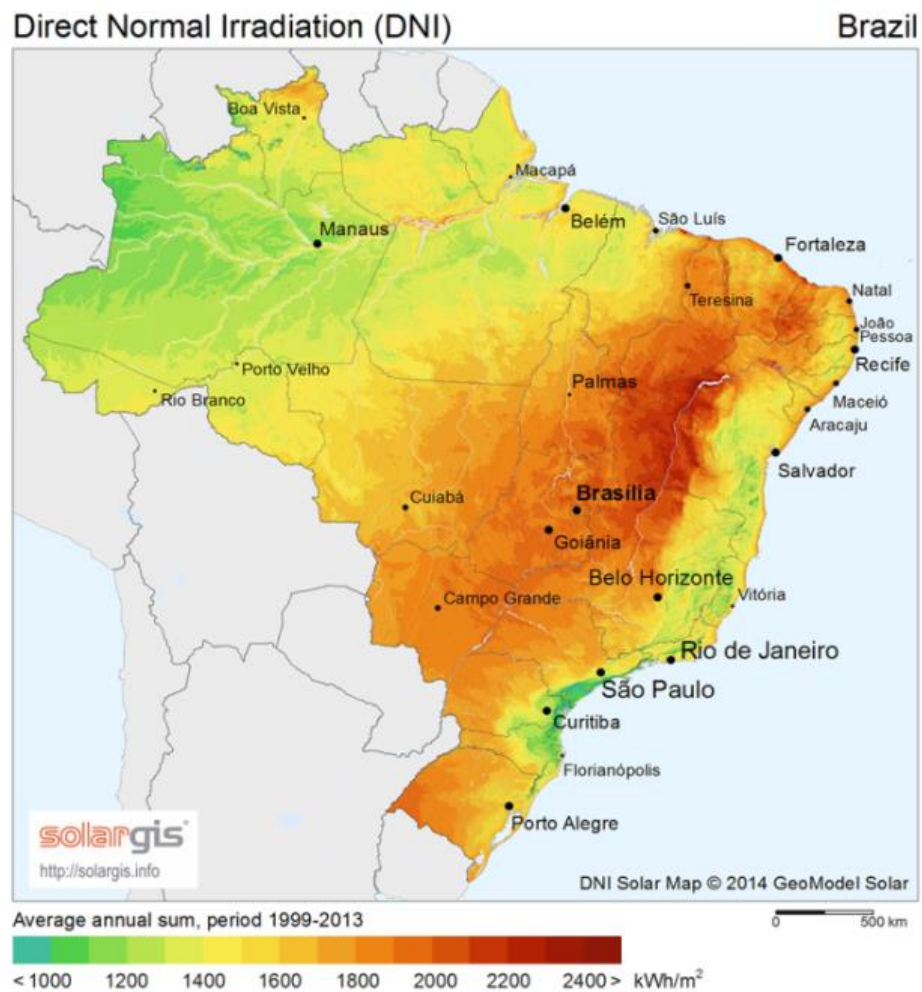 Direct Normal Irradiation (DNI)
Brazil
Boa Vista
Macapá
Belém
São Luís
Manaus
Fortaleza
Teresina
Natal
João
Pessoa
Recife
Porto Velho
Palmas
Rio Branco
Maceió
Aracaju
Salvador
Cuiabá
Brasília
Goiânia
Belo Horizonte
Campo Grande
Vitória
Rio de Janeiro
São Paulo
Curitiba
Florianópolis
Porto Alegre
solargis
http://solargis.info
DNI Solar Map © 2014 GeoModel Solar
Average annual sum, period 1999-2013
0 500 km
< 1000 1200 1400 1600 1800 2000 2200 2400 > kWh/m²